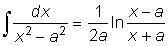 ∫ dx/(x² − a²) = 1/(2a) ln (x − a)/(x + a)